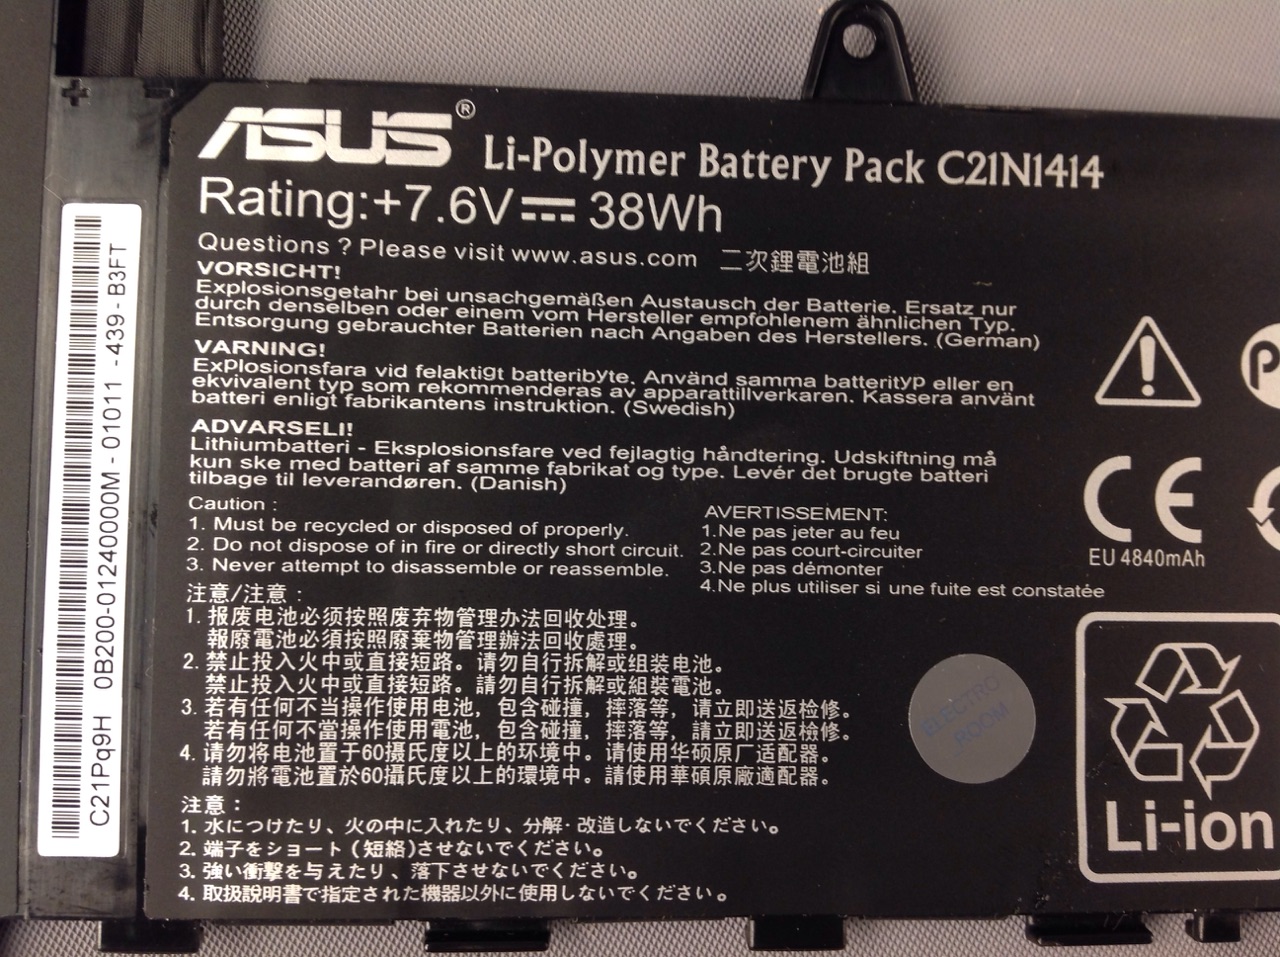 ASUS® Li-Polymer Battery Pack C21N1414
Rating:+7.6V 38Wh
Questions ? Please visit www.asus.com 二次鋰電池組
VORSICHT!
Explosionsgetahr bei unsachgemäßen Austausch der Batterie. Ersatz nur
durch denselben oder einem vom Hersteller empfohlenem ähnlichen Typ.
Entsorgung gebrauchter Batterien nach Angaben des Herstellers. (German)
VARNING!
ExPlosionsfara vid felaktigt batteribyte. Använd samma batterityp eller en
ekvivalent typ som rekommenderas av apparattillverkaren. Kassera använt
batteri enligt fabrikantens instruktion. (Swedish)
ADVARSELI!
Lithiumbatteri - Eksplosionsfare ved fejlagtig håndtering. Udskiftning må
kun ske med batteri af samme fabrikat og type. Levér det brugte batteri
tilbage til leverandøren. (Danish)
Caution :
1. Must be recycled or disposed of properly.
2. Do not dispose of in fire or directly short circuit.
3. Never attempt to disassemble or reassemble.
AVERTISSEMENT:
1.Ne pas jeter au feu
2.Ne pas court-circuiter
3.Ne pas démonter
4.Ne plus utiliser si une fuite est constatée
注意/注意：
1. 报废电池必须按照废弃物管理办法回收处理。
報廢電池必須按照廢棄物管理辦法回收處理。
2. 禁止投入火中或直接短路。请勿自行拆解或组装电池。
禁止投入火中或直接短路。請勿自行拆解或組裝電池。
3. 若有任何不当操作使用电池，包含碰撞，摔落等，请立即送返检修。
若有任何不當操作使用電池，包含碰撞，摔落等，請立即送返檢修。
4. 请勿将电池置于60摄氏度以上的环境中。请使用华硕原厂适配器。
請勿將電池置於60攝氏度以上的環境中。請使用華碩原廠適配器。
注意：
1. 水につけたり、火の中に入れたり、分解・改造しないでください。
2. 端子をショート（短絡）させないでください。
3. 強い衝撃を与えたり、落下させないでください。
4. 取扱説明書で指定された機器以外に使用しないでください。
C21Pq9H 0B200-01240000M - 01011 - 439 - B3FT
P
CE
EU 4840mAh
ELECTRO
ROOM
Li-ion